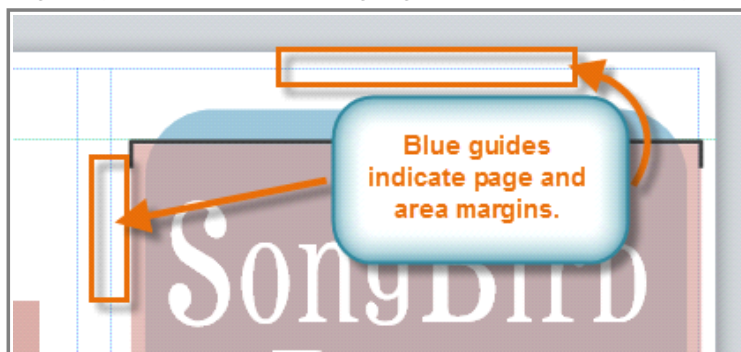 Blue guides
indicate page and
area margins.
SongBird